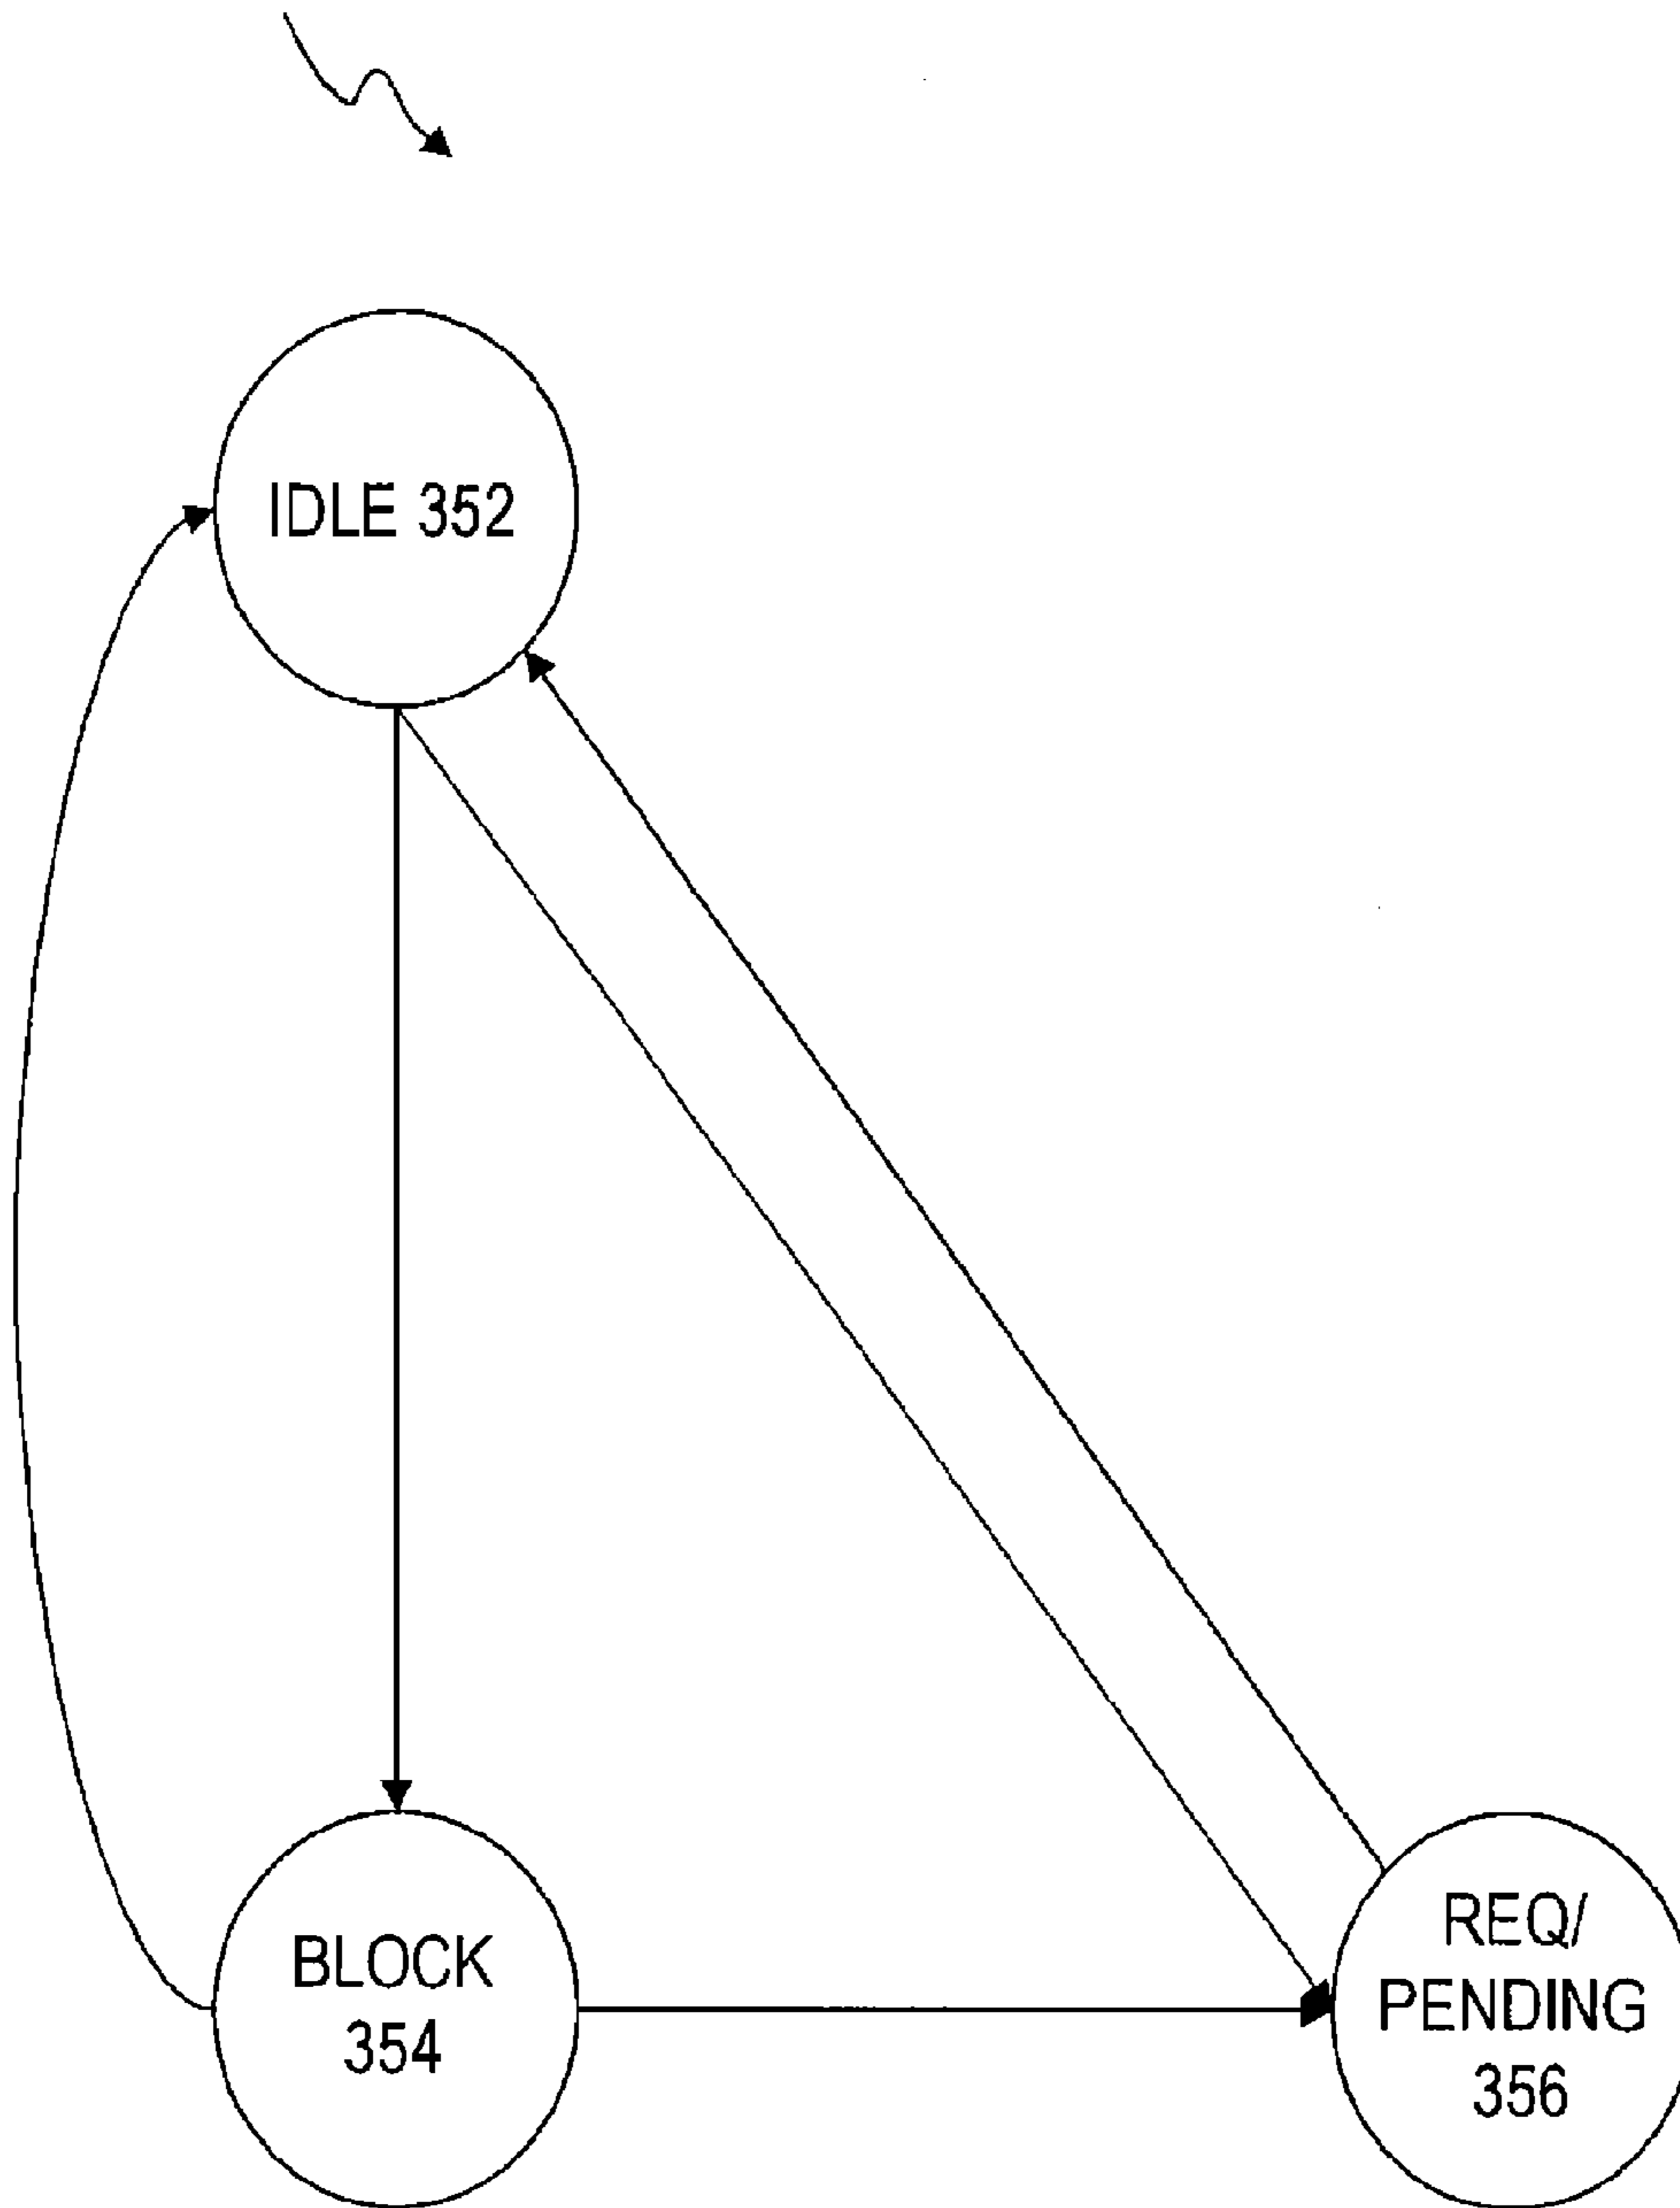 IDLE 352
BLOCK
354
REQ/
PENDING
356